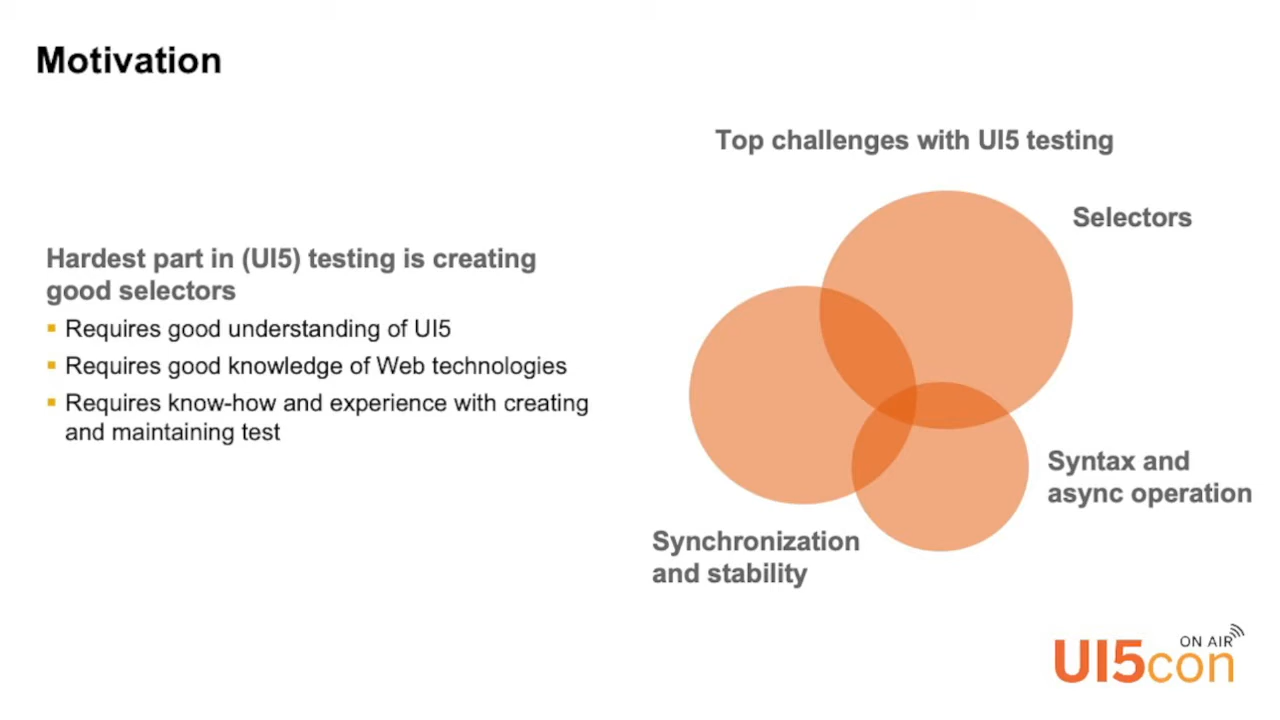 Motivation
Hardest part in (UI5) testing is creating
good selectors
Requires good understanding of UI5
Requires good knowledge of Web technologies
Requires know-how and experience with creating
and maintaining test
Top challenges with UI5 testing
Selectors
Syntax and
async operation
Synchronization
and stability
ON AIR
UI5con